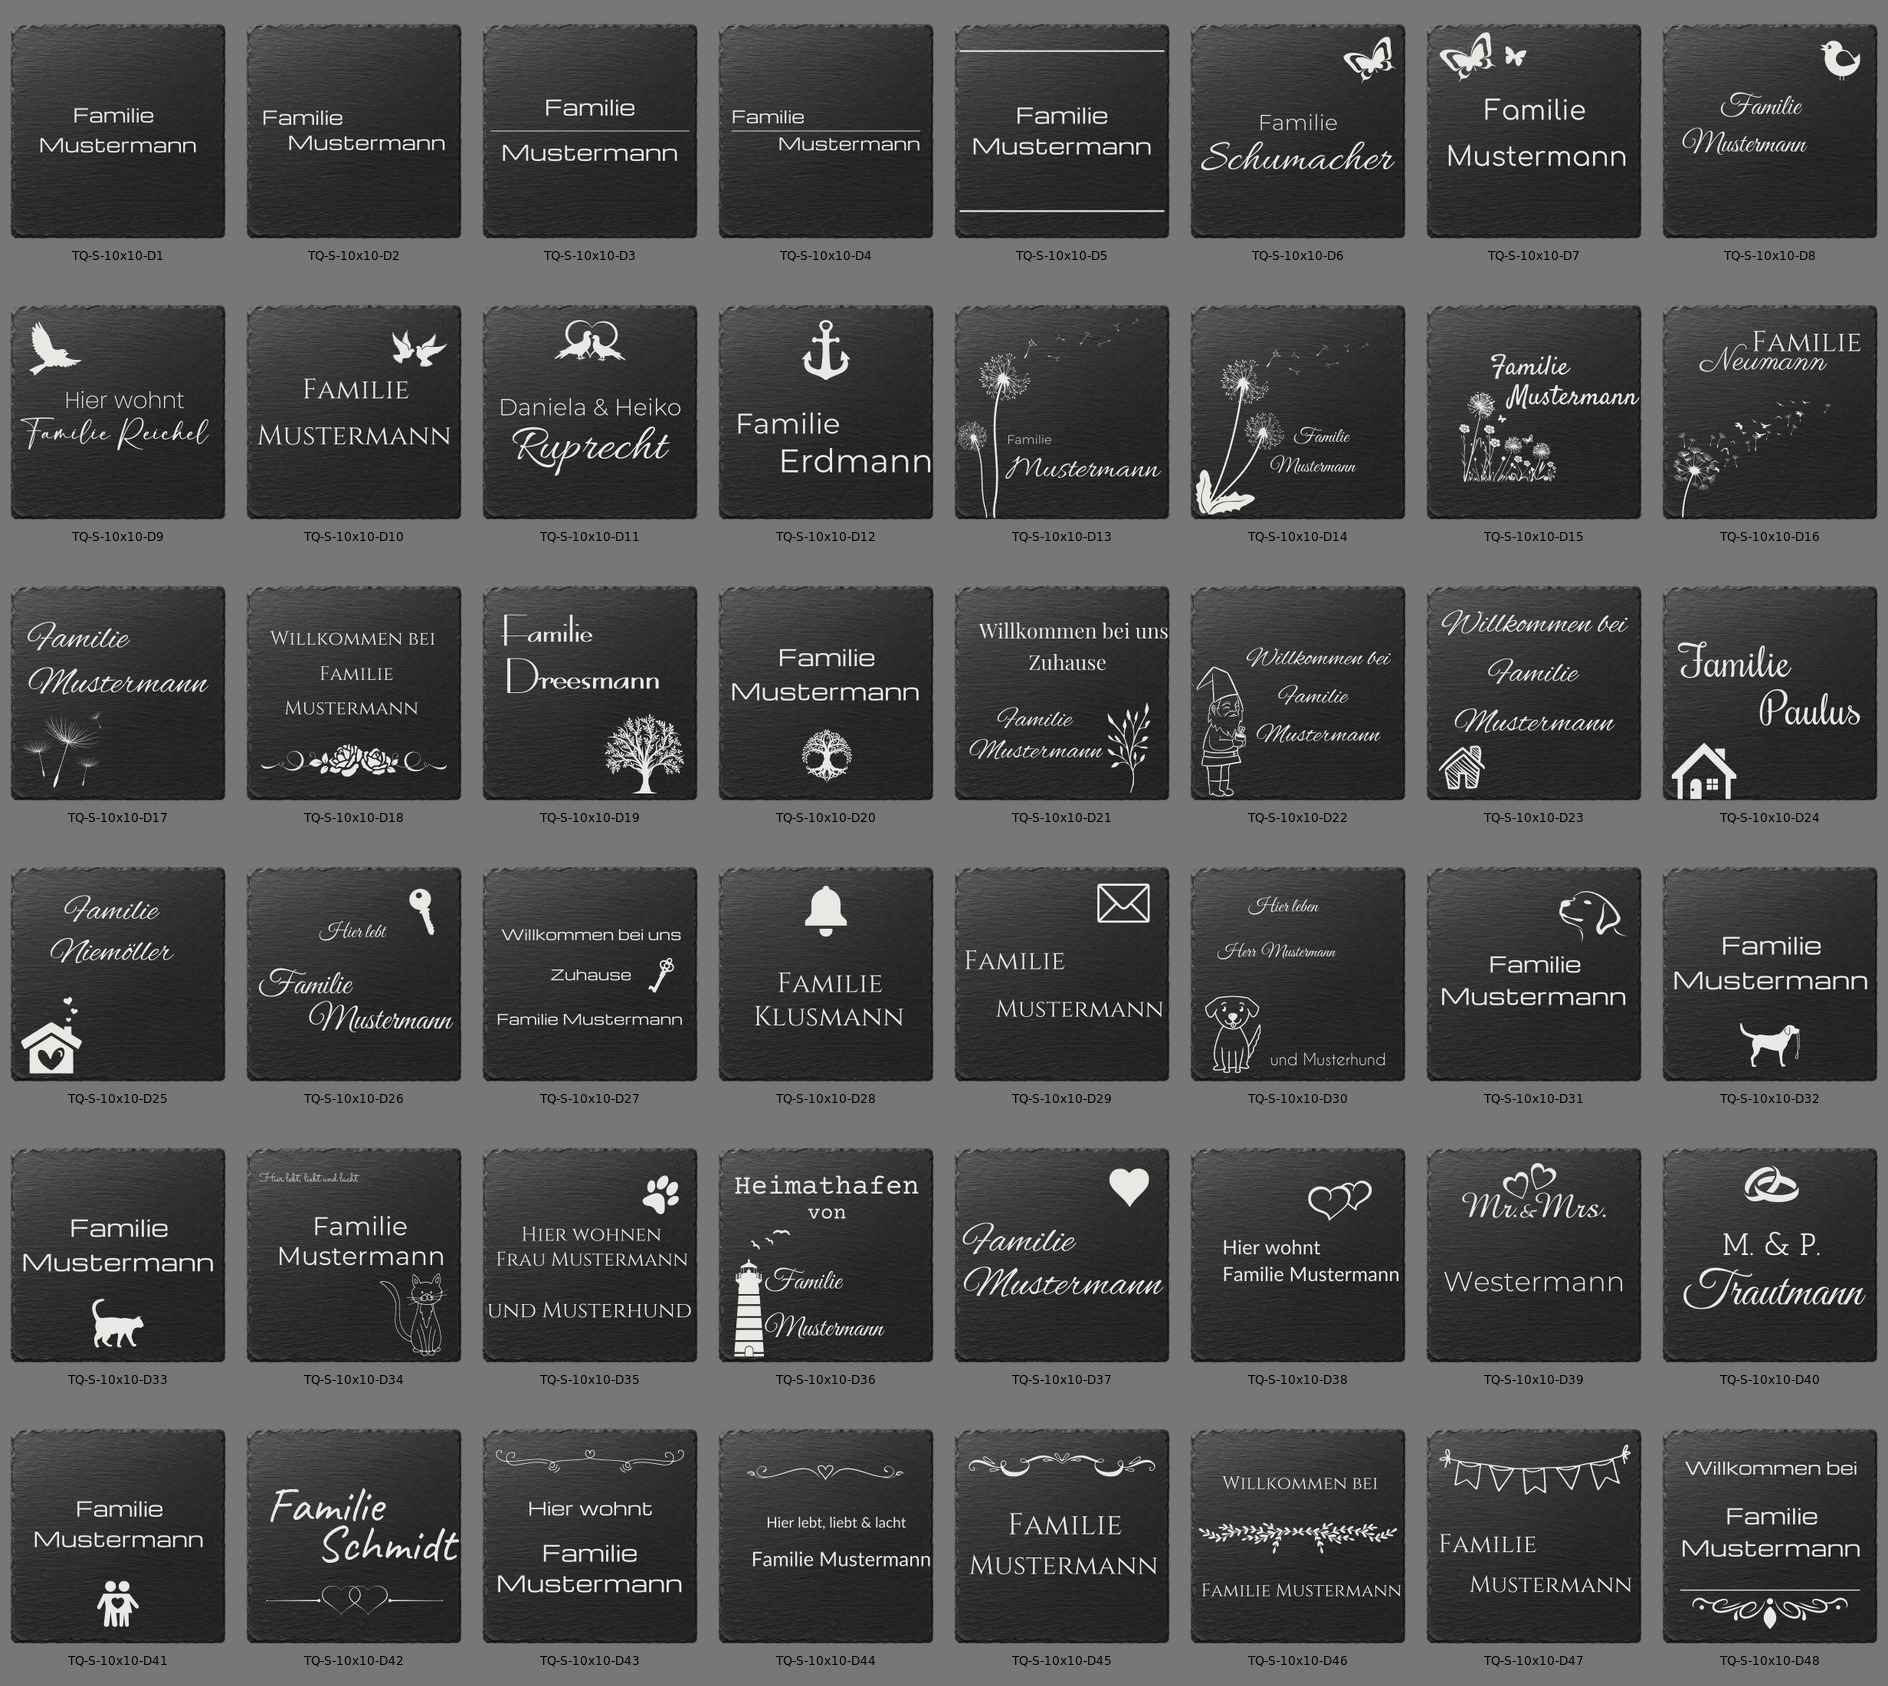 Familie
Mustermann
TQ-S-10x10-D1
Familie
Mustermann
TQ-S-10x10-D2
Familie
Mustermann
TQ-S-10x10-D3
Familie
Mustermann
TQ-S-10x10-D4
Familie
Mustermann
TQ-S-10x10-D5
Familie
Schumacher
TQ-S-10x10-D6
Familie
Mustermann
TQ-S-10x10-D7
Familie
Mustermann
TQ-S-10x10-D8
Hier wohnt
Familie Reichel
TQ-S-10x10-D9
FAMILIE
MUSTERMANN
TQ-S-10x10-D10
Daniela & Heiko
Ruprecht
TQ-S-10x10-D11
Familie
Erdmann
TQ-S-10x10-D12
Familie
Mustermann
TQ-S-10x10-D13
Familie
Mustermann
TQ-S-10x10-D14
Familie
Mustermann
TQ-S-10x10-D15
FAMILIE
Neumann
TQ-S-10x10-D16
Familie
Mustermann
TQ-S-10x10-D17
WILLKOMMEN BEI
FAMILIE
MUSTERMANN
TQ-S-10x10-D18
Familie
Dreesmann
TQ-S-10x10-D19
Familie
Mustermann
TQ-S-10x10-D20
Willkommen bei uns
Zuhause
Familie
Mustermann
TQ-S-10x10-D21
Willkommen bei
Familie
Mustermann
TQ-S-10x10-D22
Willkommen bei
Familie
Mustermann
TQ-S-10x10-D23
Familie
Paulus
TQ-S-10x10-D24
Familie
Niemöller
TQ-S-10x10-D25
Hier lebt
Familie
Mustermann
TQ-S-10x10-D26
Willkommen bei uns
Zuhause
Familie Mustermann
TQ-S-10x10-D27
FAMILIE
KLUSMANN
TQ-S-10x10-D28
FAMILIE
MUSTERMANN
TQ-S-10x10-D29
Hier leben
Herr Mustermann
und Musterhund
TQ-S-10x10-D30
Familie
Mustermann
TQ-S-10x10-D31
Familie
Mustermann
TQ-S-10x10-D32
Familie
Mustermann
TQ-S-10x10-D33
Hier lebt, liebt und lacht
Familie
Mustermann
TQ-S-10x10-D34
HIER WOHNEN
FRAU MUSTERMANN
UND MUSTERHUND
TQ-S-10x10-D35
Heimathafen
von
Familie
Mustermann
TQ-S-10x10-D36
Familie
Mustermann
TQ-S-10x10-D37
Hier wohnt
Familie Mustermann
TQ-S-10x10-D38
Mr.&Mrs.
Westermann
TQ-S-10x10-D39
M. & P.
Trautmann
TQ-S-10x10-D40
Familie
Mustermann
TQ-S-10x10-D41
Familie
Schmidt
TQ-S-10x10-D42
Hier wohnt
Familie
Mustermann
TQ-S-10x10-D43
Hier lebt, liebt & lacht
Familie Mustermann
TQ-S-10x10-D44
FAMILIE
MUSTERMANN
TQ-S-10x10-D45
WILLKOMMEN BEI
FAMILIE MUSTERMANN
TQ-S-10x10-D46
FAMILIE
MUSTERMANN
TQ-S-10x10-D47
Willkommen bei
Familie
Mustermann
TQ-S-10x10-D48